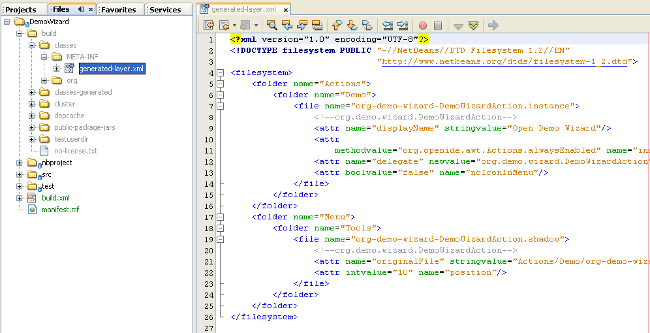 Projects
Files
Favorites
Services
DemoWizard
build
classes
META-INF
generated-layer.xml
org
classes-generated
cluster
depcache
public-package-jars
testuserdir
no-license.txt
nbproject
src
test
build.xml
manifest.mf
generated-layer.xml
1 <?xml version="1.0" encoding="UTF-8"?>
2 <!DOCTYPE filesystem PUBLIC "-//NetBeans//DTD Filesystem 1.2//EN"
3 "http://www.netbeans.org/dtds/filesystem-1_2.dtd">
4 <filesystem>
5 <folder name="Actions">
6 <folder name="Demo">
7 <file name="org-demo-wizard-DemoWizardAction.instance">
8 <!--org.demo.wizard.DemoWizardAction-->
9 <attr name="displayName" stringvalue="Open Demo Wizard"/>
10 <attr
11 methodvalue="org.openide.awt.Actions.alwaysEnabled" name="ins
12 <attr name="delegate" newvalue="org.demo.wizard.DemoWizardAction"
13 <attr boolvalue="false" name="noIconInMenu"/>
14 </file>
15 </folder>
16 </folder>
17 <folder name="Menu">
18 <folder name="Tools">
19 <file name="org-demo-wizard-DemoWizardAction.shadow">
20 <!--org.demo.wizard.DemoWizardAction-->
21 <attr name="originalFile" stringvalue="Actions/Demo/org-demo-wiz
22 <attr intvalue="10" name="position"/>
23 </file>
24 </folder>
25 </folder>
26 </filesystem>
27